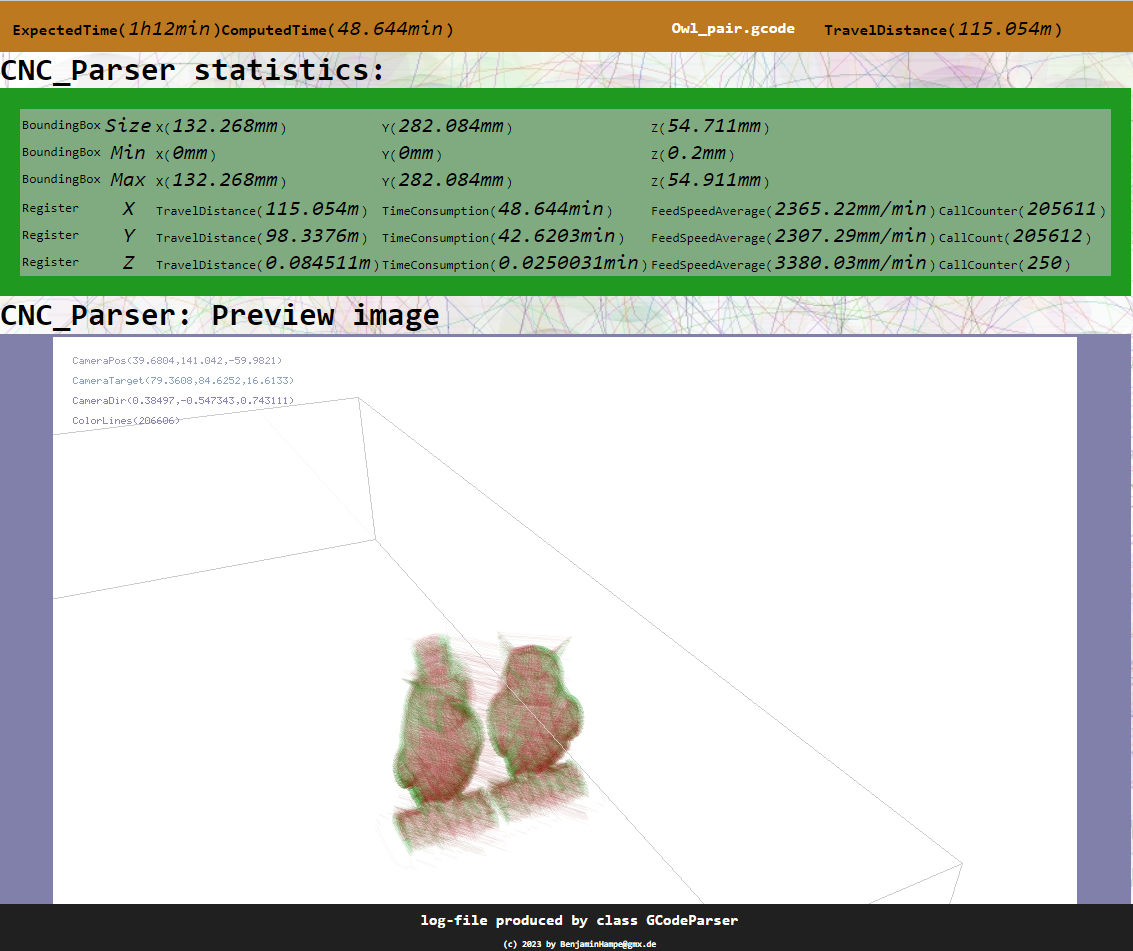 ExpectedTime(1h12min)ComputedTime(48.644min) Owl_pair.gcode TravelDistance(115.054m)
CNC_Parser statistics:
BoundingBox Size X(132.268mm) Y(282.084mm) Z(54.711mm)
BoundingBox Min X(0mm) Y(0mm) Z(0.2mm)
BoundingBox Max X(132.268mm) Y(282.084mm) Z(54.911mm)
Register X TravelDistance(115.054m) TimeConsumption(48.644min) FeedSpeedAverage(2365.22mm/min) CallCounter(205611)
Register Y TravelDistance(98.3376m) TimeConsumption(42.6203min) FeedSpeedAverage(2307.29mm/min) CallCount(205612)
Register Z TravelDistance(0.084511m) TimeConsumption(0.0250031min) FeedSpeedAverage(3380.03mm/min) CallCounter(250)
CNC_Parser: Preview image
CameraPos(39.6804,141.042,-59.9821)
CameraTarget(79.3608,84.6252,16.6133)
CameraDir(0.38497,-0.547343,0.743111)
ColorLines(206606)
log-file produced by class GCodeParser
(c) 2023 by BenjaminHampe@gmx.de